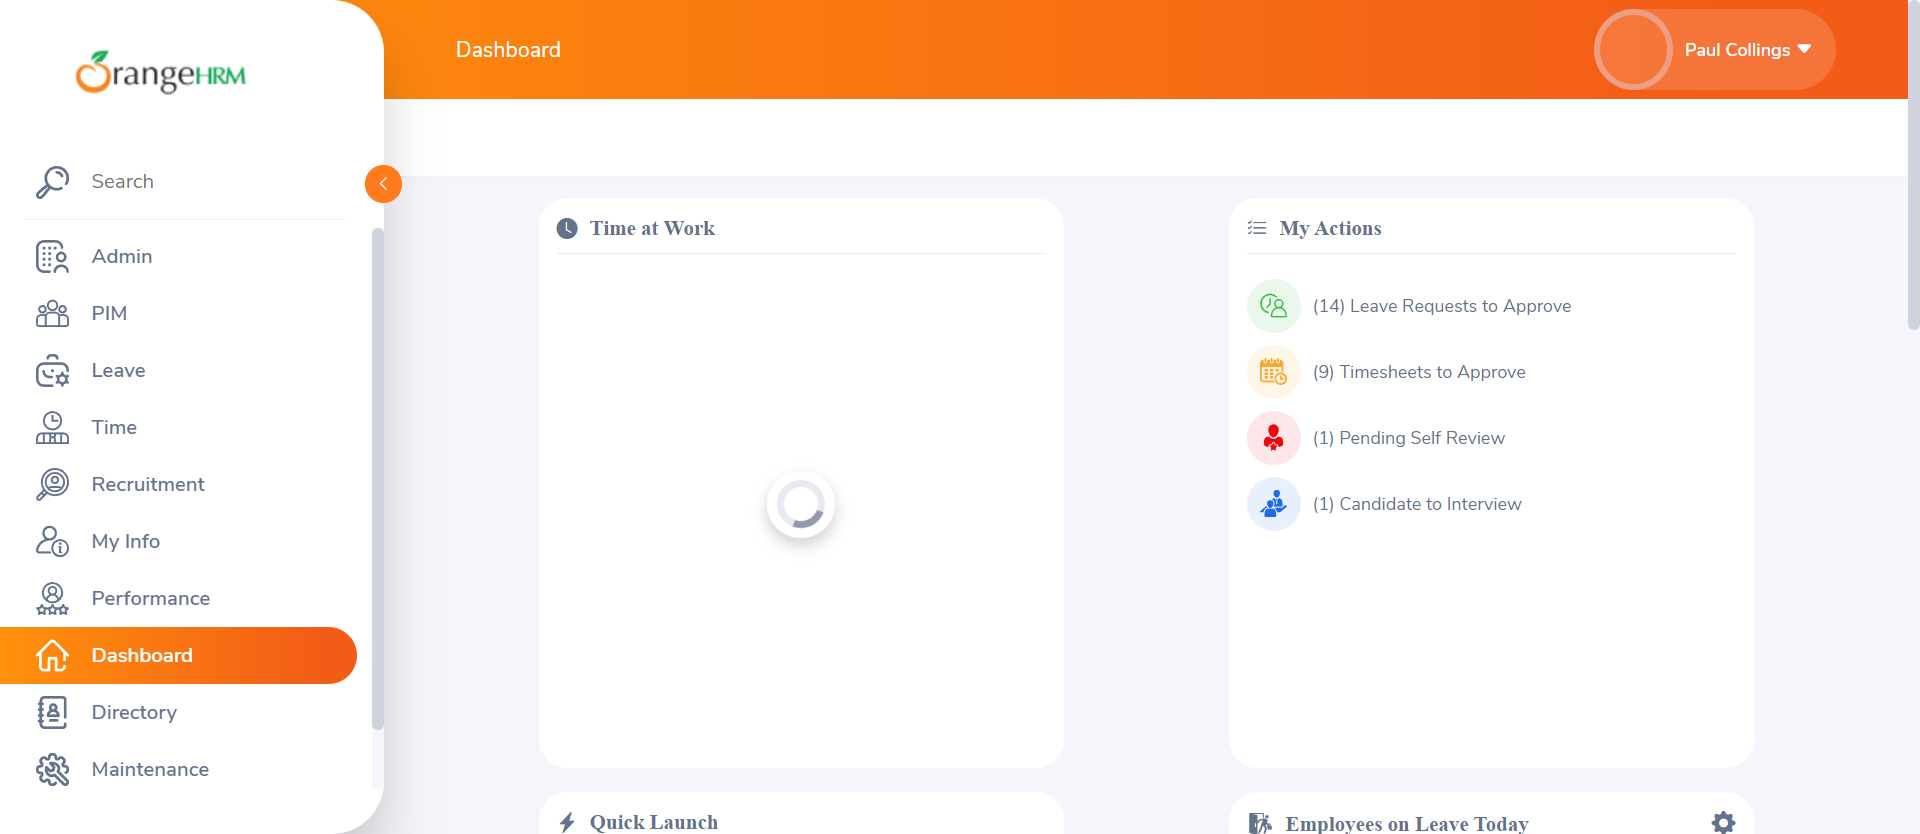 OrangeHRM
Search
Admin
PIM
Leave
Time
Recruitment
My Info
Performance
Dashboard
Directory
Maintenance
Dashboard
Paul Collings
Time at Work
My Actions
(14) Leave Requests to Approve
(9) Timesheets to Approve
(1) Pending Self Review
(1) Candidate to Interview
Quick Launch
Employees on Leave Today